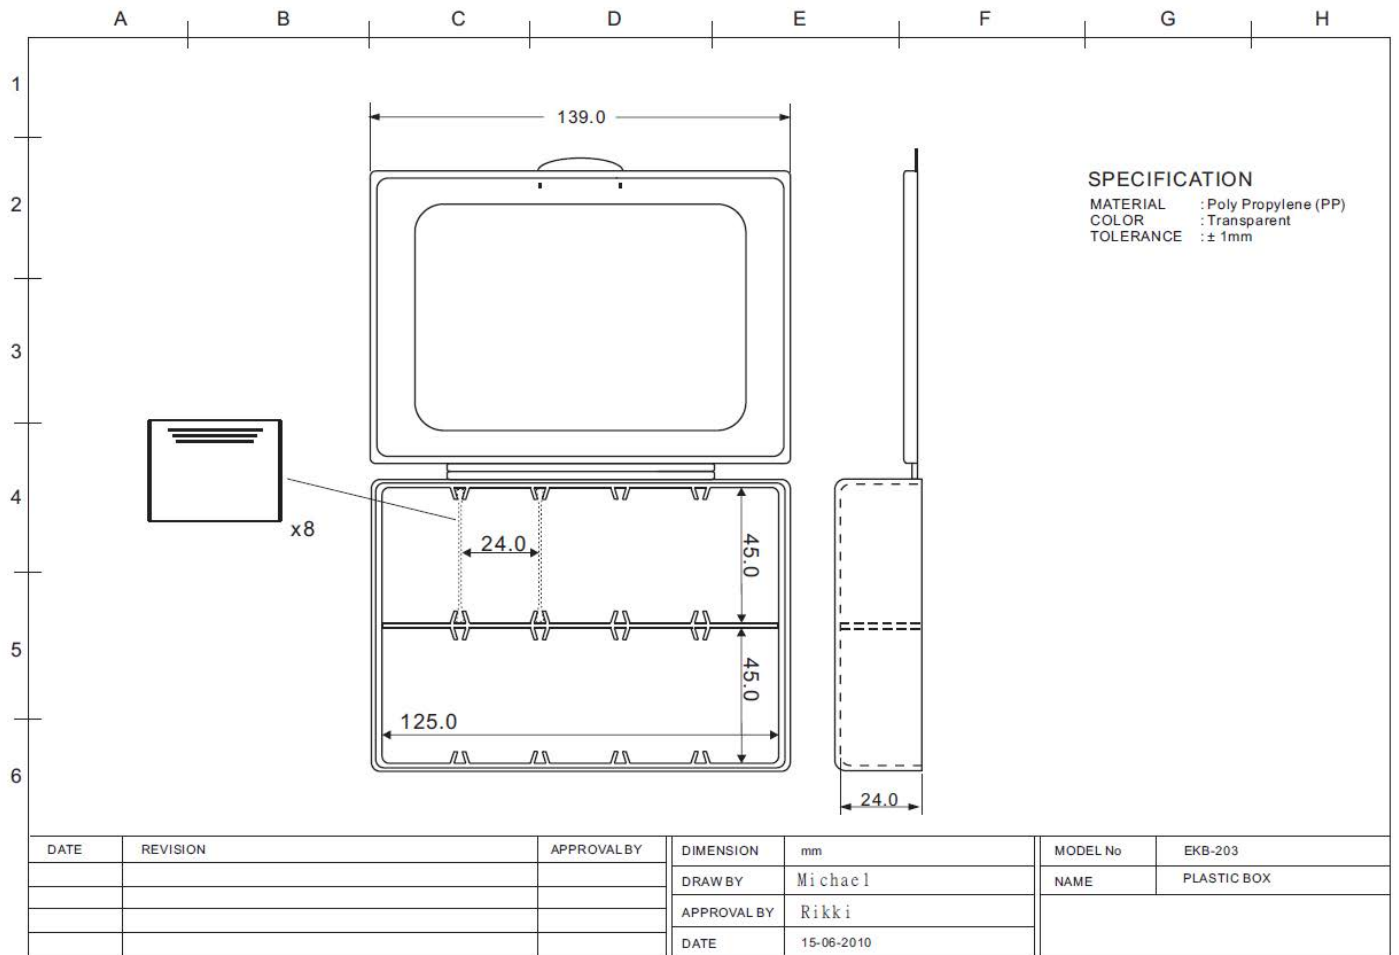 A B C D E F G H
1
139.0
SPECIFICATION
MATERIAL : Poly Propylene (PP)
2
COLOR : Transparent
TOLERANCE : ± 1mm
3
4
x8
24.0
45.0
5
45.0
125.0
6
24.0
DATE REVISION APPROVAL BY DIMENSION mm MODEL No EKB-203
DRAW BY Michael NAME PLASTIC BOX
APPROVAL BY Rikki
DATE 15-06-2010